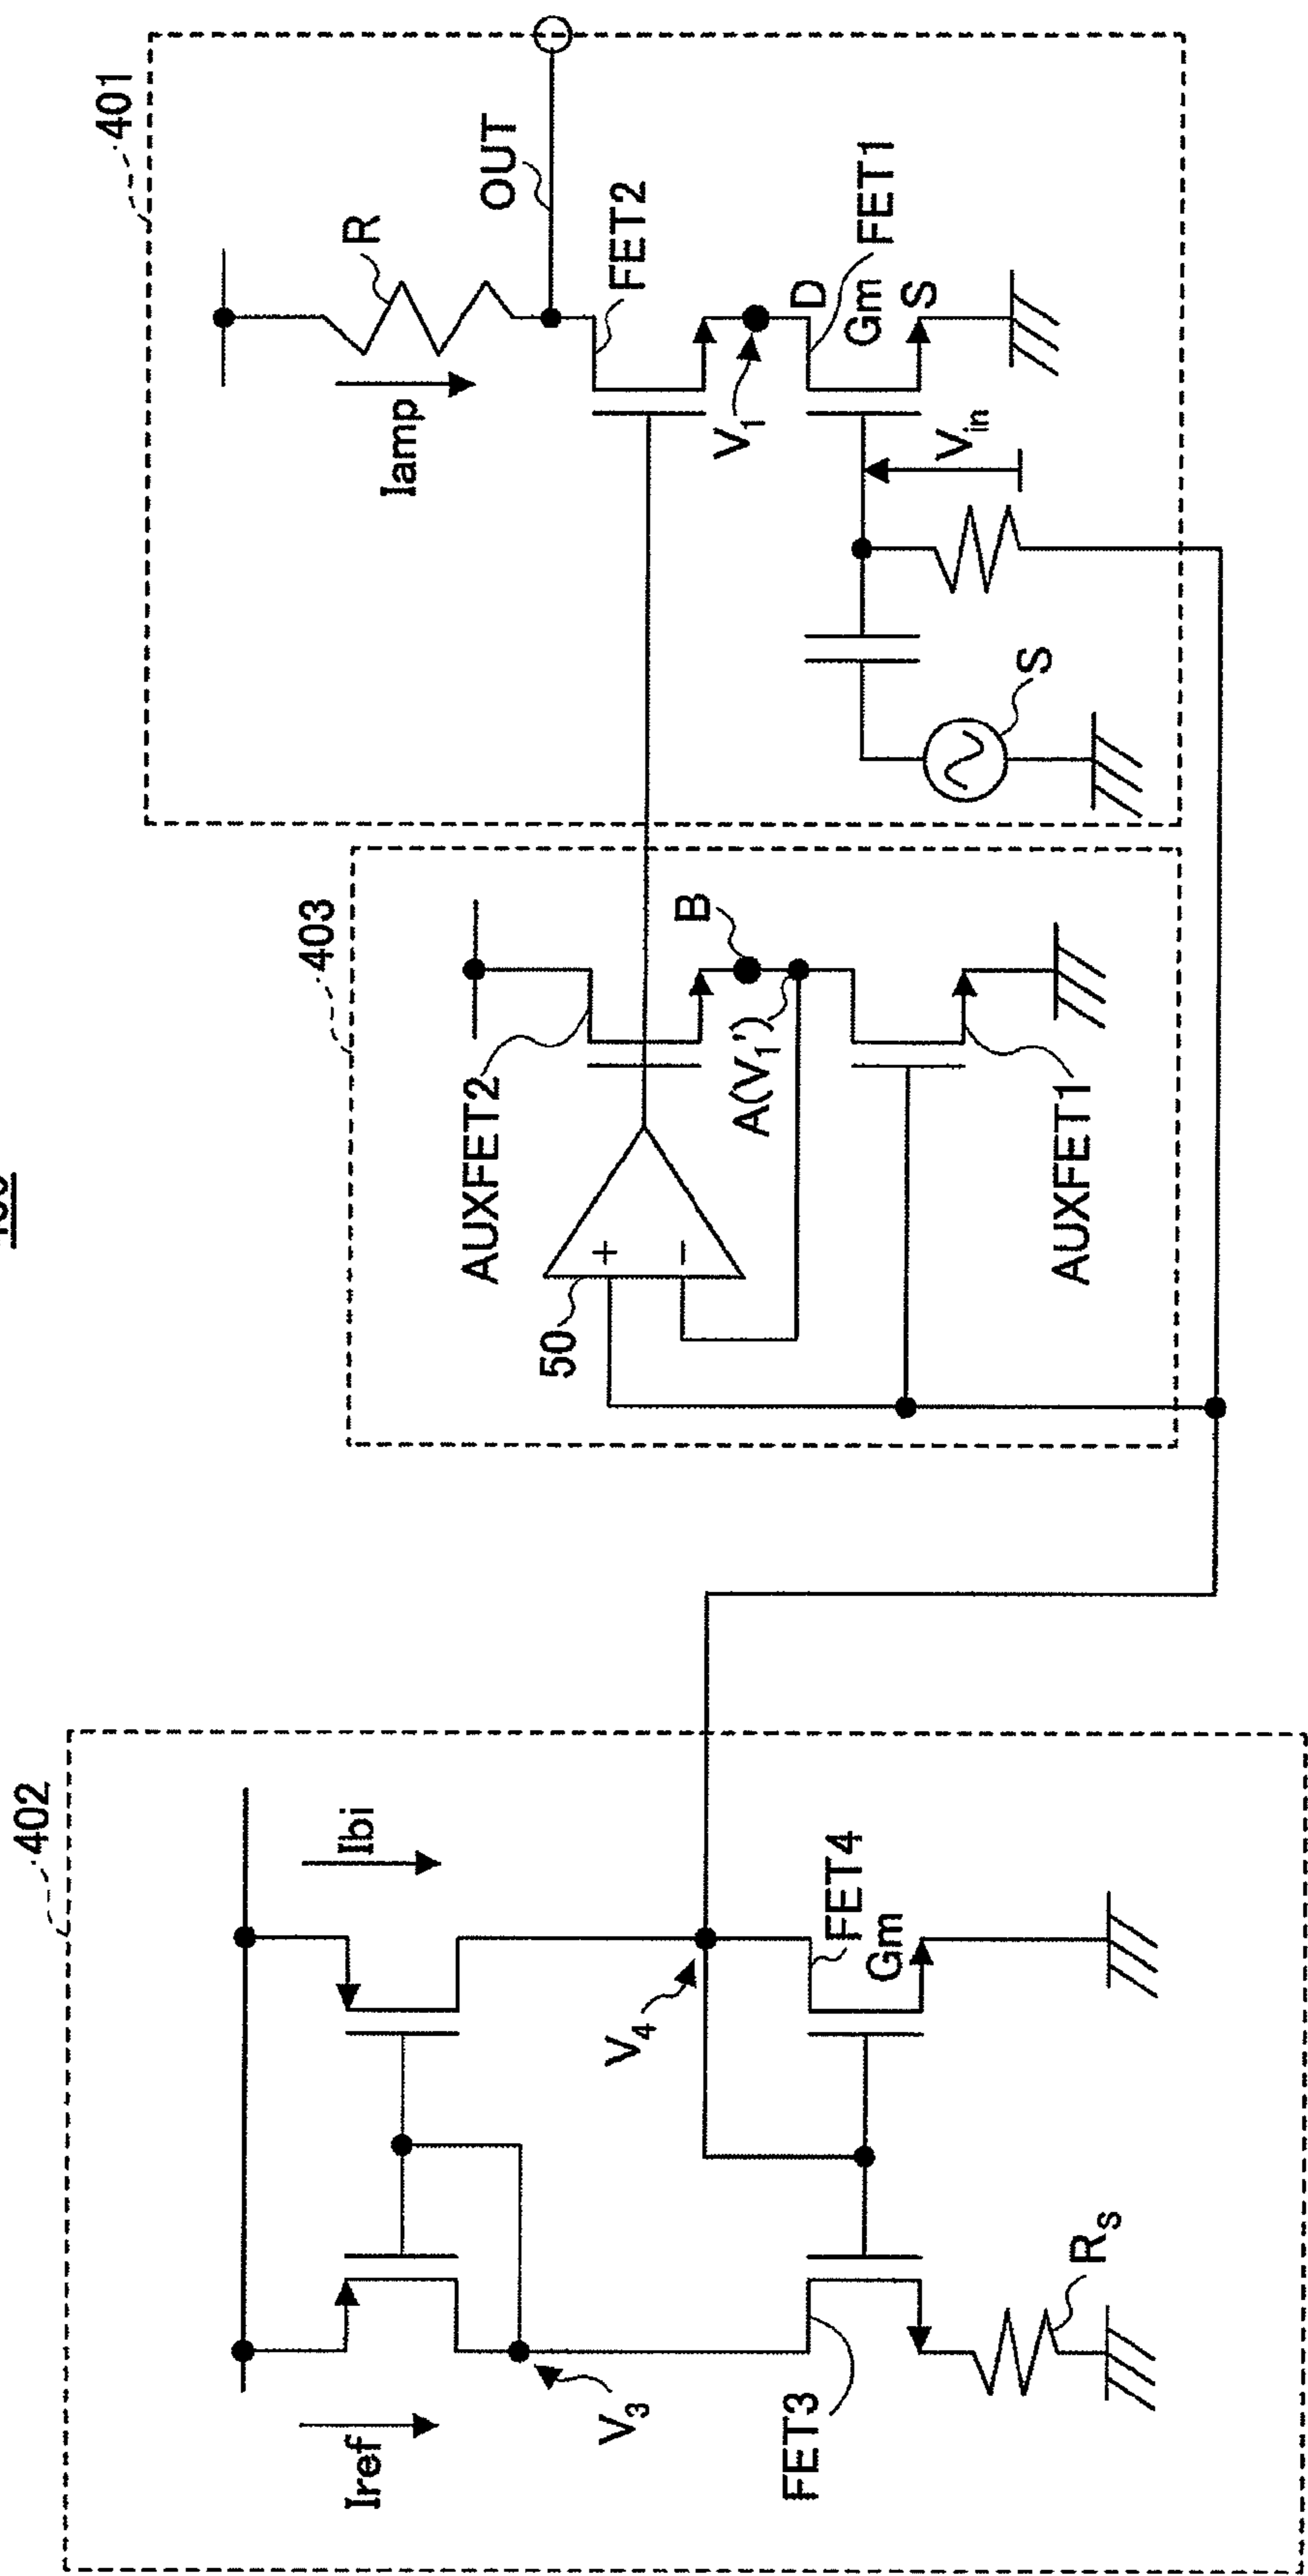 402
Iref
Ibi
V3
V4
FET3
FET4
Gm
Rs
403
AUXFET2
50
+
−
B
A(V1')
AUXFET1
401
R
Iamp
OUT
FET2
V1
D
Gm
S
FET1
Vin
S